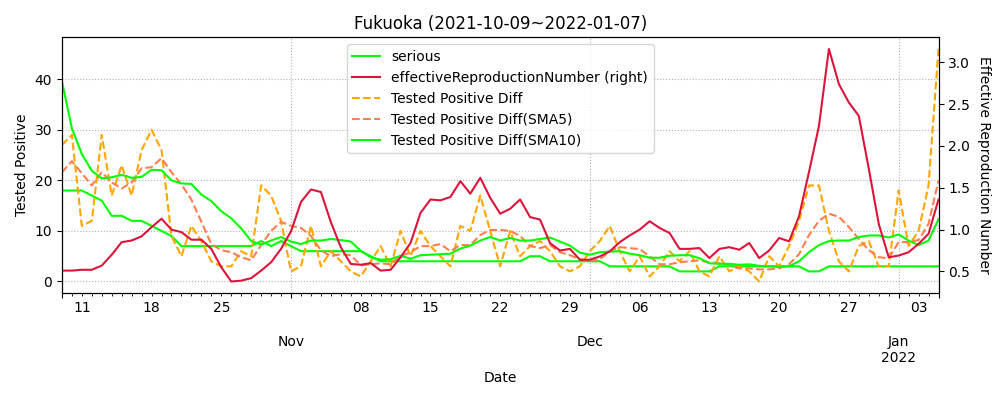 Fukuoka (2021-10-09~2022-01-07)
serious
effectiveReproductionNumber (right)
Tested Positive Diff
Tested Positive Diff(SMA5)
Tested Positive Diff(SMA10)
Tested Positive
40
30
20
10
0
3.0
2.5
2.0
1.5
1.0
0.5
Effective Reproduction Number
11 18 25 08 15 22 29 06 13 20 27 03
Nov Dec Jan
2022
Date